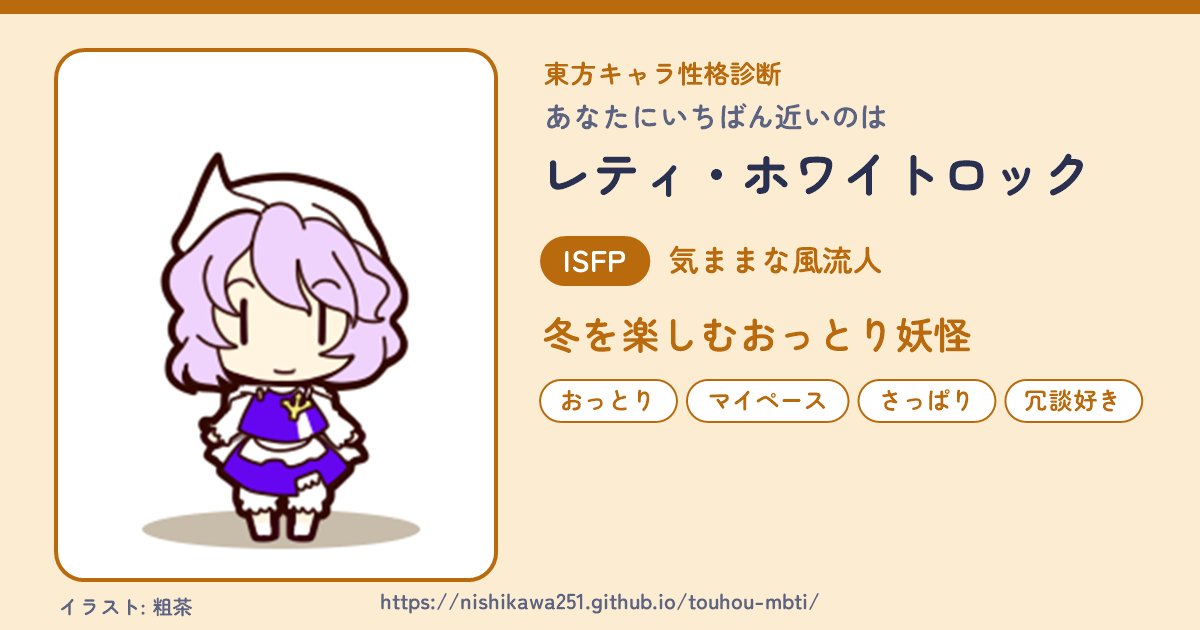 東方キャラ性格診断
あなたにいちばん近いのは
レティ・ホワイトロック
ISFP 気ままな風流人
冬を楽しむおっとり妖怪
おっとり マイペース さっぱり 冗談好き
イラスト: 粗茶
https://nishikawa251.github.io/touhou-mbti/